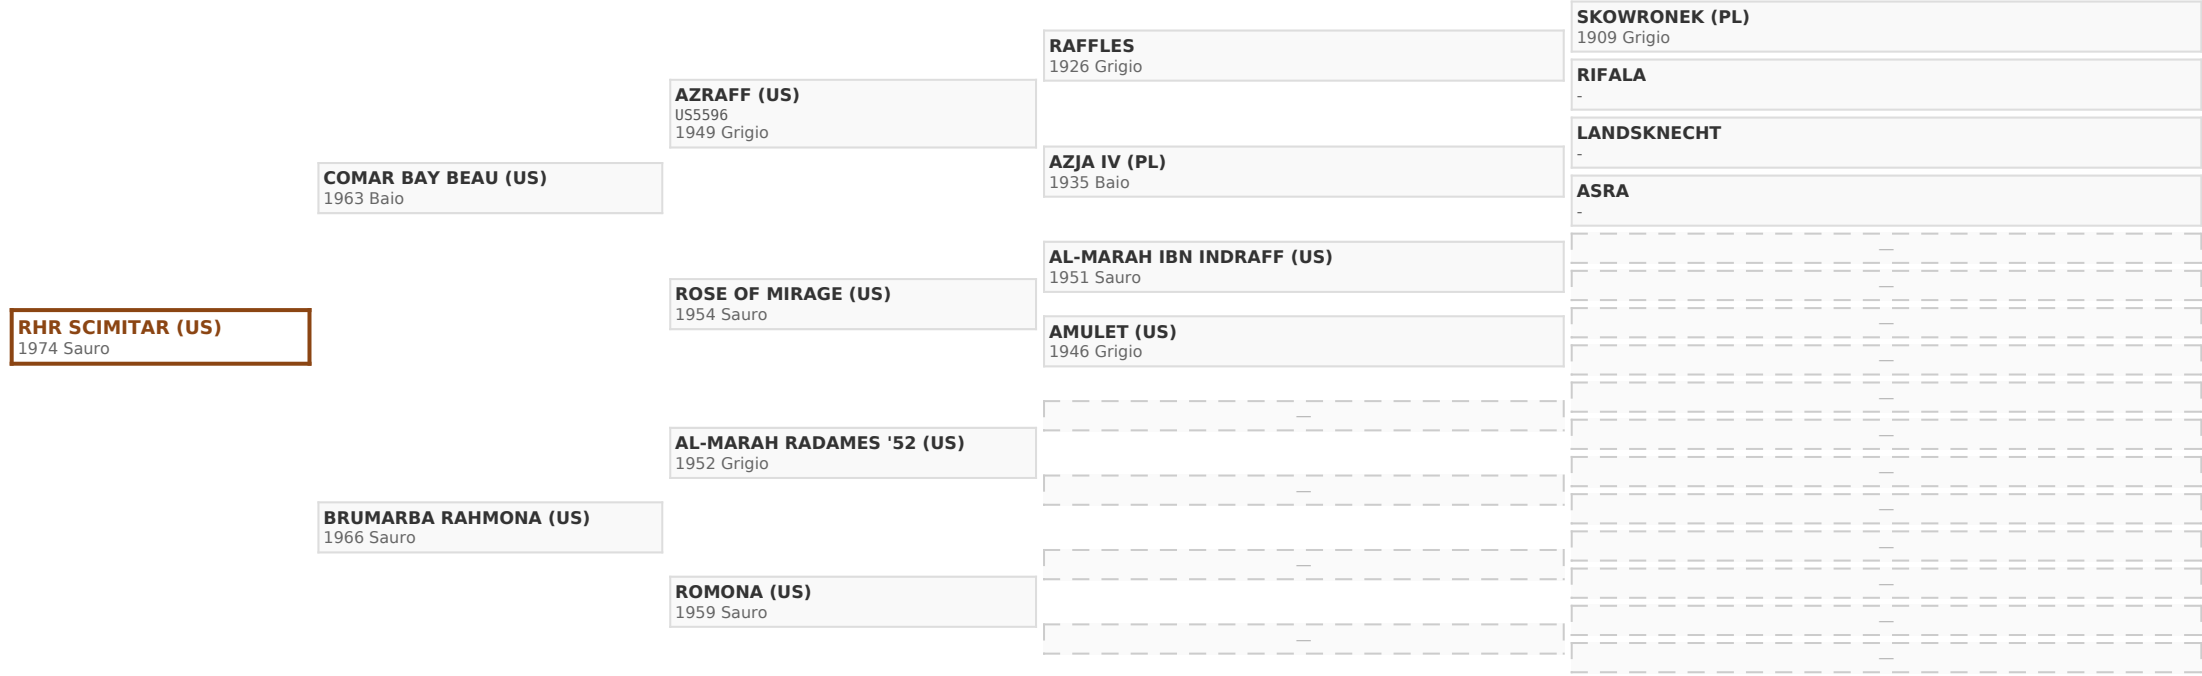 RHR SCIMITAR (US)
1974 Sauro
COMAR BAY BEAU (US)
1963 Baio
BRUMARBA RAHMONA (US)
1966 Sauro
AZRAFF (US)
US5596
1949 Grigio
ROSE OF MIRAGE (US)
1954 Sauro
AL-MARAH RADAMES '52 (US)
1952 Grigio
ROMONA (US)
1959 Sauro
RAFFLES
1926 Grigio
AZJA IV (PL)
1935 Baio
AL-MARAH IBN INDRAFF (US)
1951 Sauro
AMULET (US)
1946 Grigio
—
—
—
—
SKOWRONEK (PL)
1909 Grigio
RIFALA
-
LANDSKNECHT
-
ASRA
-
—
—
—
—
—
—
—
—
—
—
—
—